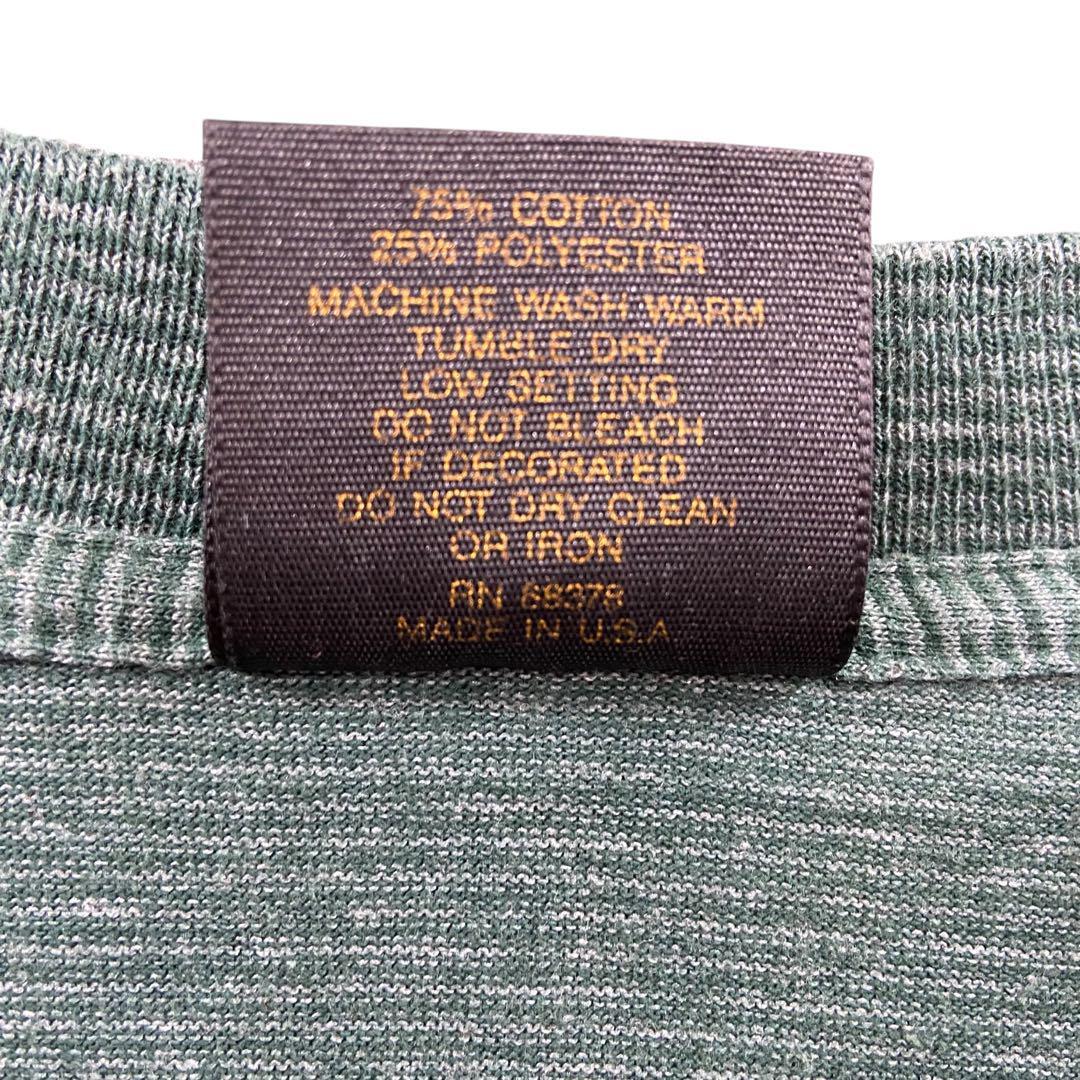 75% COTTON
25% POLYESTER
MACHINE WASH WARM
TUMBLE DRY
LOW SETTING
DO NOT BLEACH
IF DECORATED
DO NOT DRY CLEAN
OR IRON
RN 68378
MADE IN U.S.A